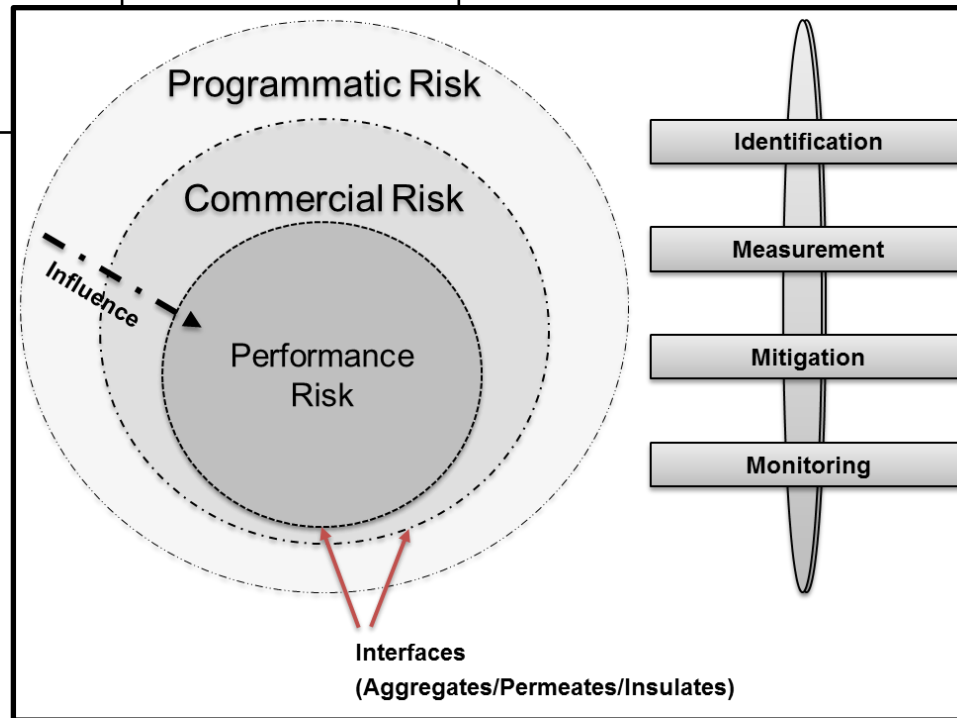 Programmatic Risk
Commercial Risk
Influence
Performance
Risk
Interfaces
(Aggregates/Permeates/Insulates)
Identification
Measurement
Mitigation
Monitoring